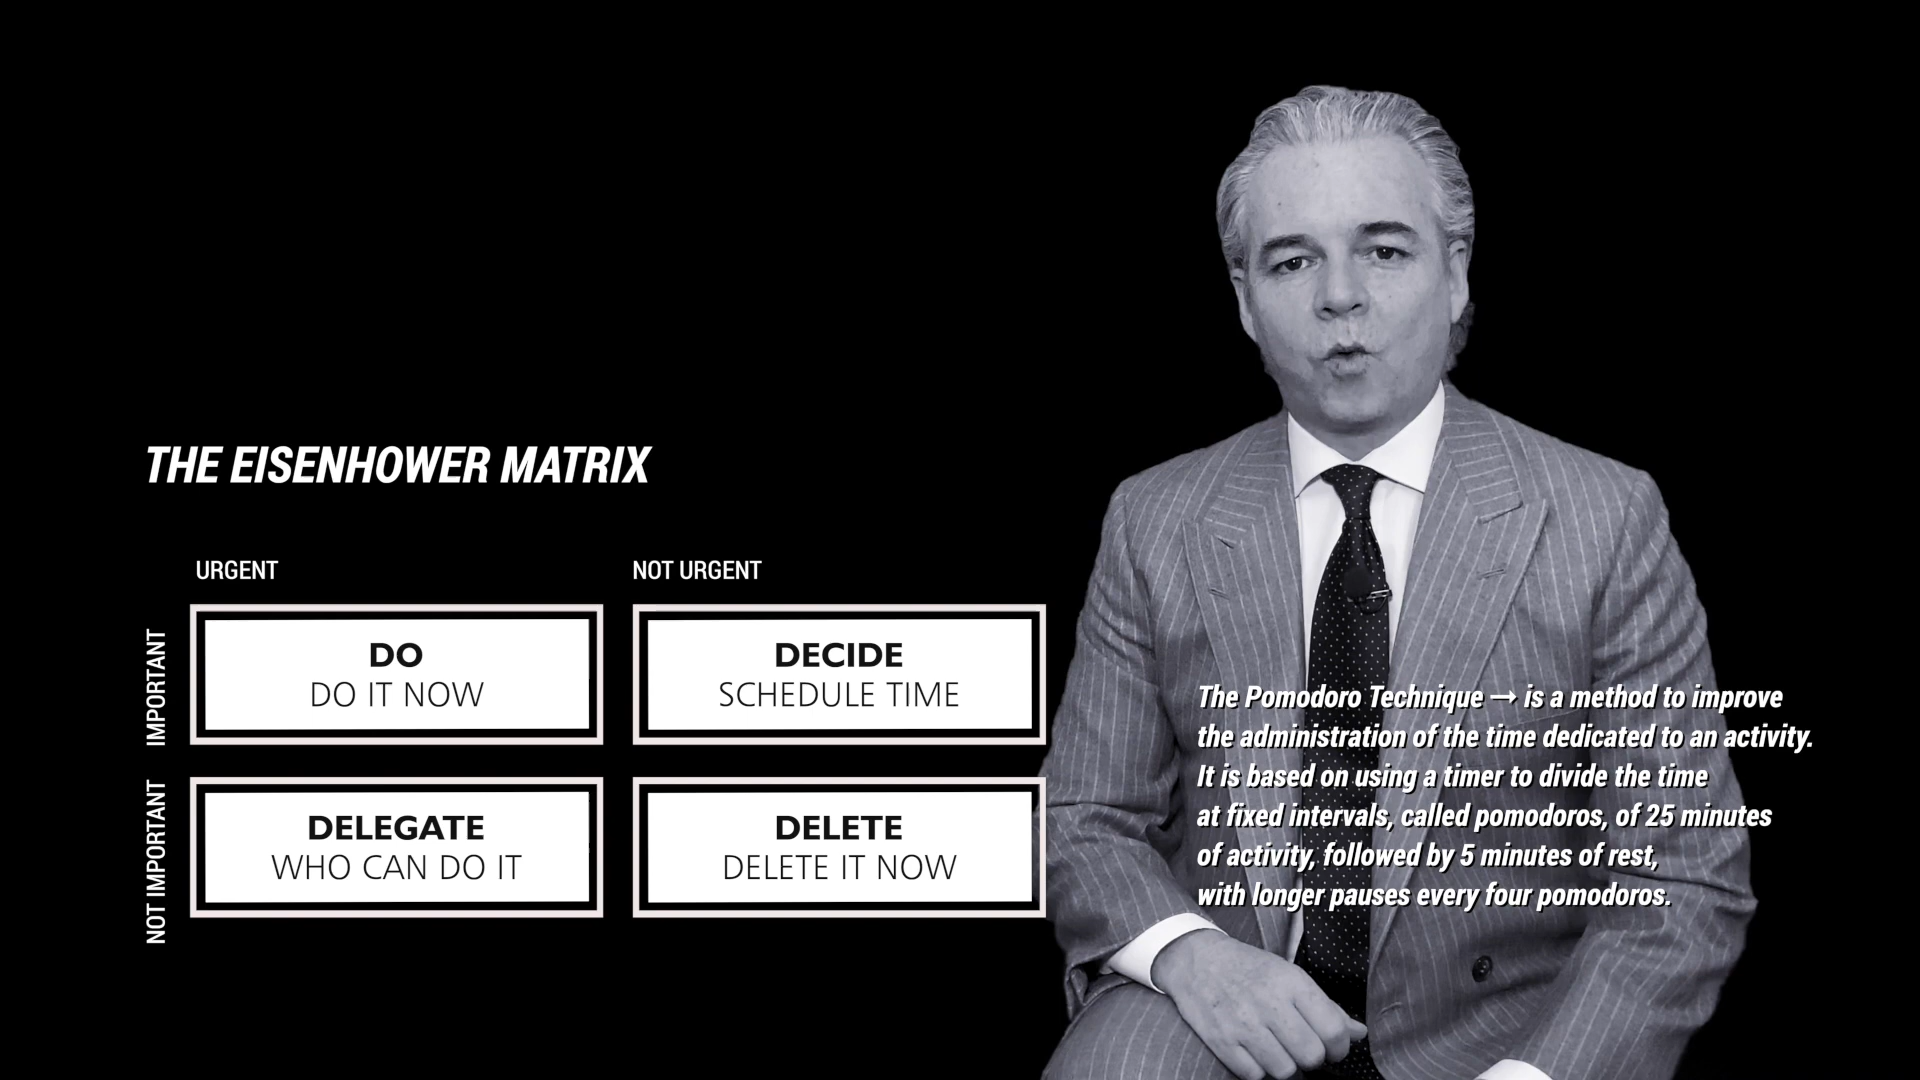 THE EISENHOWER MATRIX
URGENT
NOT URGENT
IMPORTANT
DO
DO IT NOW
DECIDE
SCHEDULE TIME
NOT IMPORTANT
DELEGATE
WHO CAN DO IT
DELETE
DELETE IT NOW
The Pomodoro Technique → is a method to improve
the administration of the time dedicated to an activity.
It is based on using a timer to divide the time
at fixed intervals, called pomodoros, of 25 minutes
of activity, followed by 5 minutes of rest,
with longer pauses every four pomodoros.